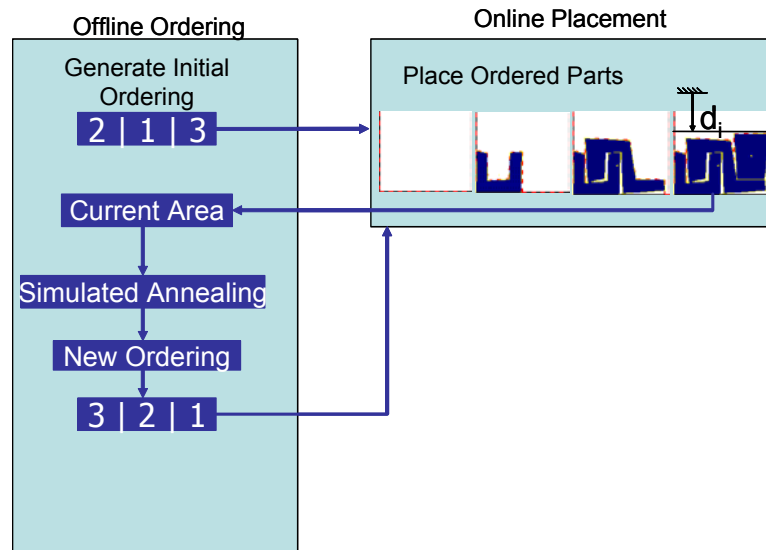 Offline Ordering
Generate Initial
Ordering
2 | 1 | 3
Current Area
Simulated Annealing
New Ordering
3 | 2 | 1
Online Placement
Place Ordered Parts
di